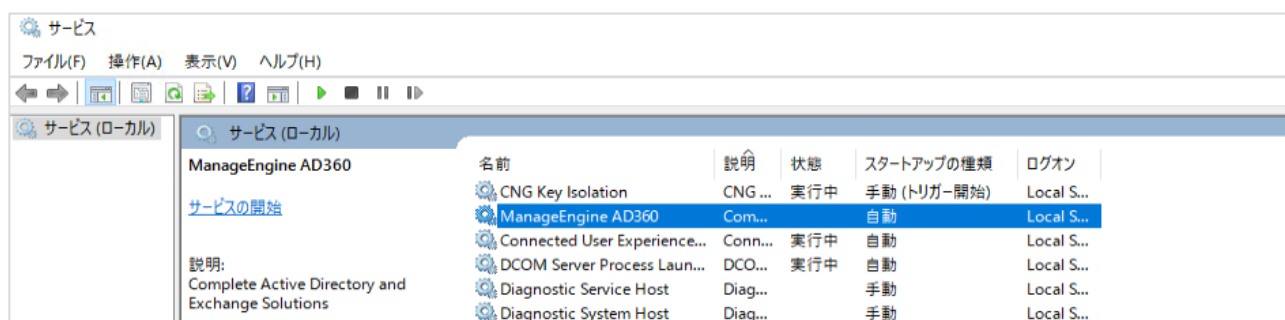 サービス
ファイル(F) 操作(A) 表示(V) ヘルプ(H)
サービス (ローカル)
サービス (ローカル)
ManageEngine AD360
サービスの開始
説明:
Complete Active Directory and
Exchange Solutions
名前 説明 状態 スタートアップの種類 ログオン
CNG Key Isolation CNG ... 実行中 手動 (トリガー開始) Local S...
ManageEngine AD360 Com... 自動 Local S...
Connected User Experience... Conn... 実行中 自動 Local S...
DCOM Server Process Laun... DCO... 実行中 自動 Local S...
Diagnostic Service Host Diag... 手動 Local S...
Diagnostic System Host Diag... 手動 Local S...